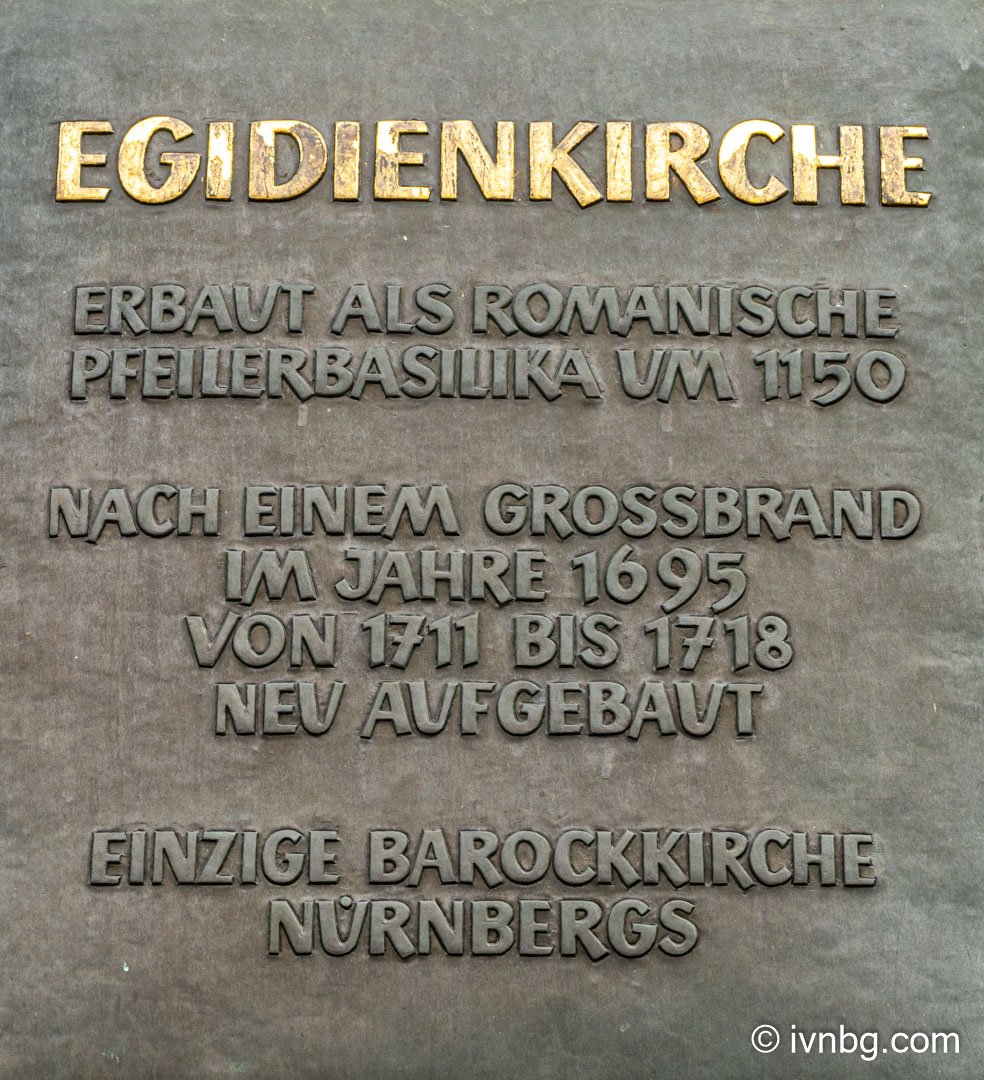 EGIDIENKIRCHE
ERBAUT ALS ROMANISCHE
PFEILERBASILIKA UM 1150
NACH EINEM GROSSBRAND
IM JAHRE 1695
VON 1711 BIS 1718
NEU AUFGEBAUT
EINZIGE BAROCKKIRCHE
NÜRNBERGS
© ivnbg.com